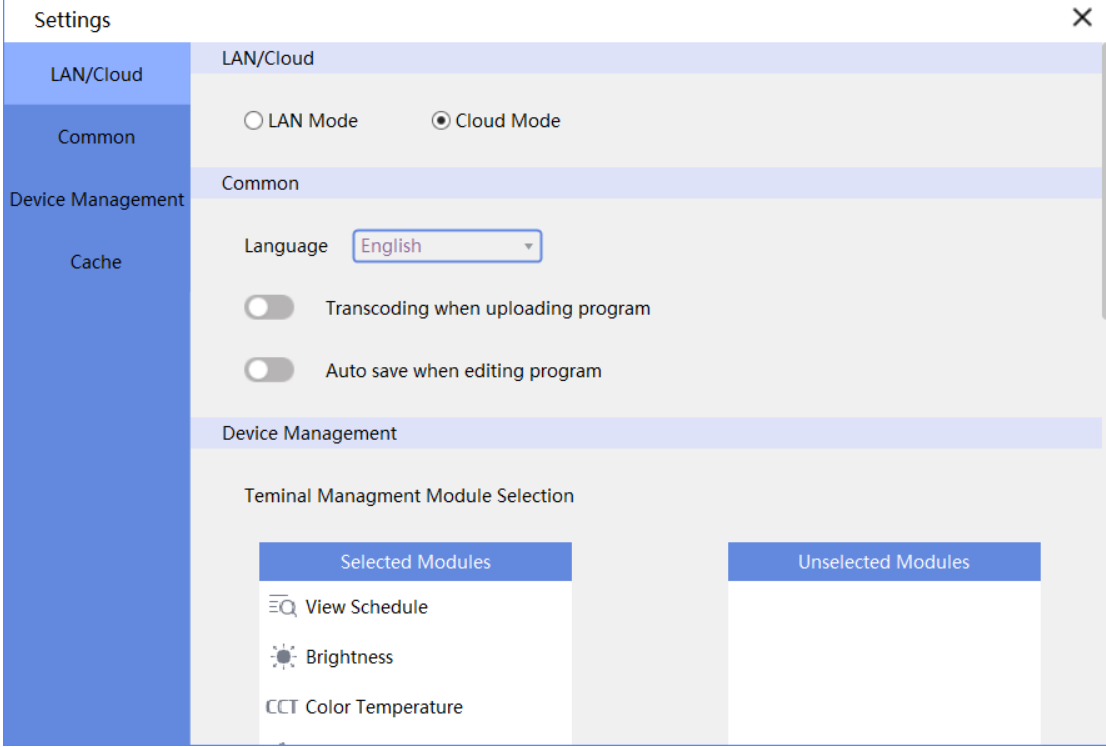 Settings
LAN/Cloud
Common
Device Management
Cache
LAN/Cloud
LAN Mode
Cloud Mode
Common
Language
English
Transcoding when uploading program
Auto save when editing program
Device Management
Teminal Managment Module Selection
Selected Modules
View Schedule
Brightness
CCT Color Temperature
Unselected Modules